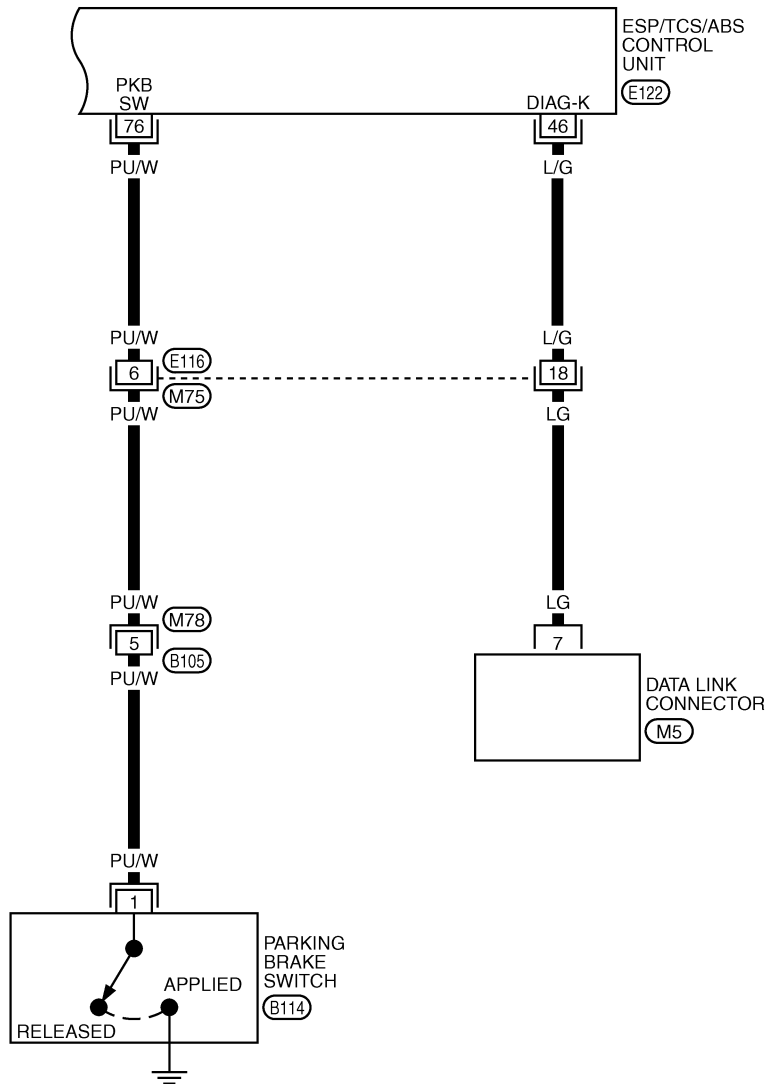 ESP/TCS/ABS
CONTROL
UNIT
E122
PKB
SW
DIAG-K
76
46
PU/W
L/G
PU/W
L/G
6
E116
18
M75
PU/W
LG
PU/W
LG
M78
5
7
B105
PU/W
DATA LINK
CONNECTOR
M5
PU/W
1
PARKING
BRAKE
SWITCH
B114
APPLIED
RELEASED